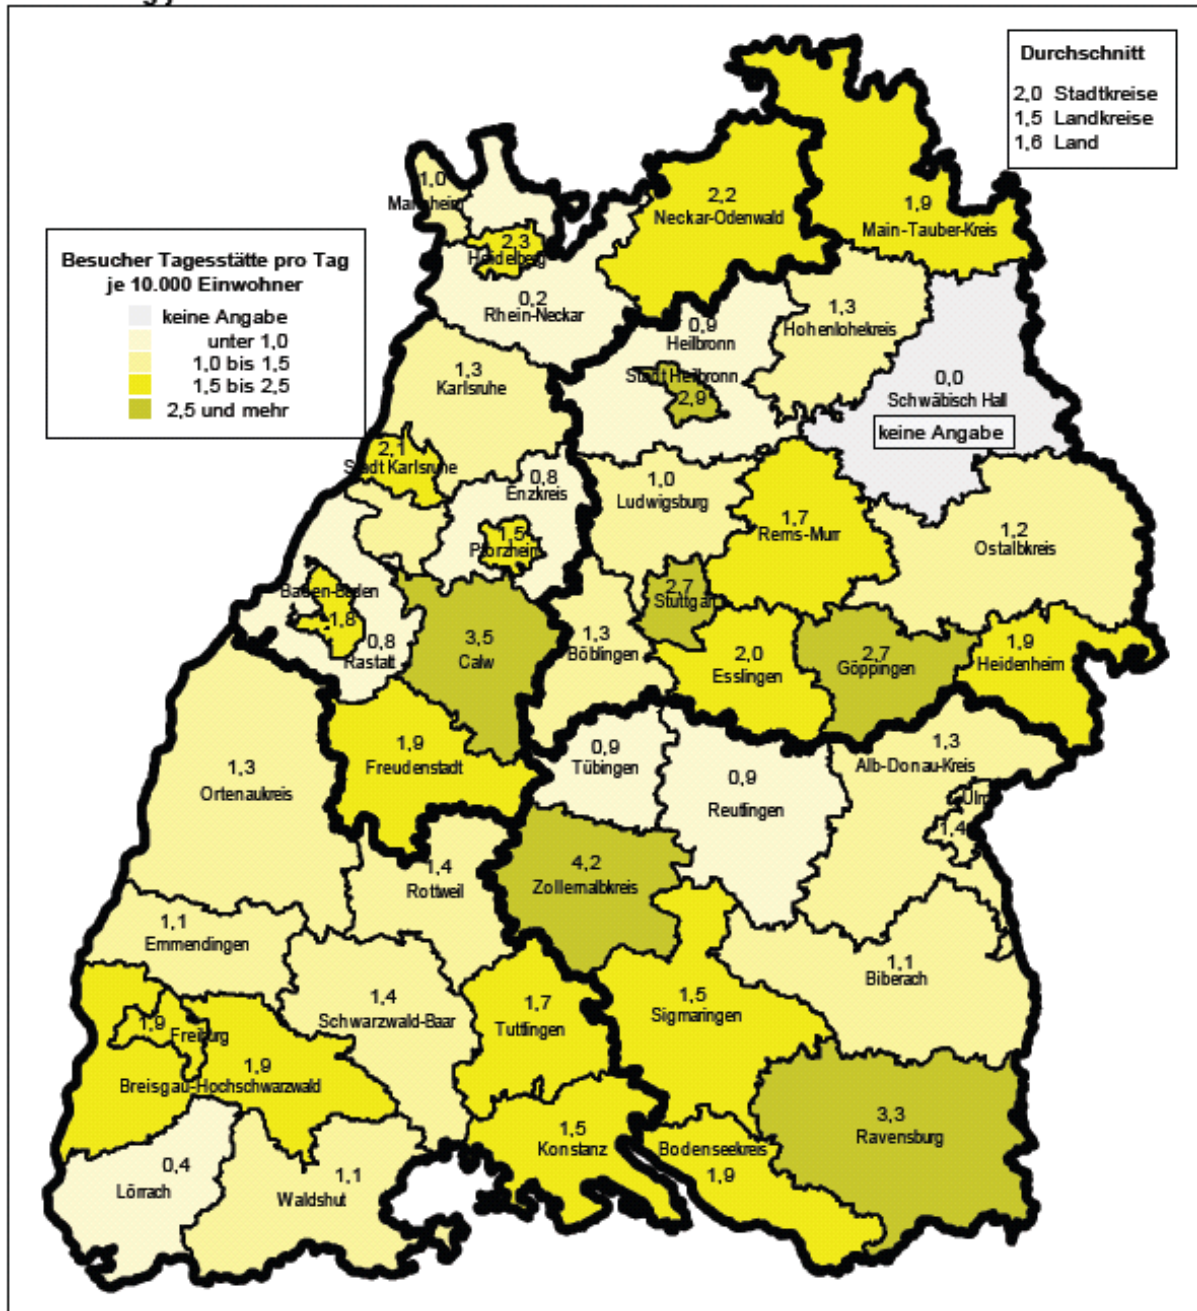 Durchschnitt
2,0 Stadtkreise
1,5 Landkreise
1,6 Land
Besucher Tagesstätte pro Tag
je 10.000 Einwohner
keine Angabe
unter 1,0
1,0 bis 1,5
1,5 bis 2,5
2,5 und mehr
1,0
Mannheim
2,2
Neckar-Odenwald
1,9
Main-Tauber-Kreis
2,3
Heidelberg
0,2
Rhein-Neckar
0,9
Heilbronn
1,3
Hohenlohekreis
1,3
Karlsruhe
Stadt Heilbronn
2,9
0,0
Schwäbisch Hall
keine Angabe
2,1
Stadt Karlsruhe
0,8
Enzkreis
1,0
Ludwigsburg
1,7
Rems-Murr
1,2
Ostalbkreis
1,5
Pforzheim
Baden-Baden
1,8
0,8
Rastatt
3,5
Calw
1,3
Böblingen
2,7
Stuttgart
2,0
Esslingen
2,7
Göppingen
1,9
Heidenheim
1,3
Ortenaukreis
1,9
Freudenstadt
0,9
Tübingen
0,9
Reutlingen
1,3
Alb-Donau-Kreis
Ulm
1,4
1,4
Rottweil
4,2
Zollernalbkreis
1,1
Emmendingen
1,4
Schwarzwald-Baar
1,7
Tuttlingen
1,5
Sigmaringen
1,1
Biberach
1,9
Freiburg
1,9
Breisgau-Hochschwarzwald
0,4
Lörrach
1,1
Waldshut
1,5
Konstanz
Bodenseekreis
1,9
3,3
Ravensburg